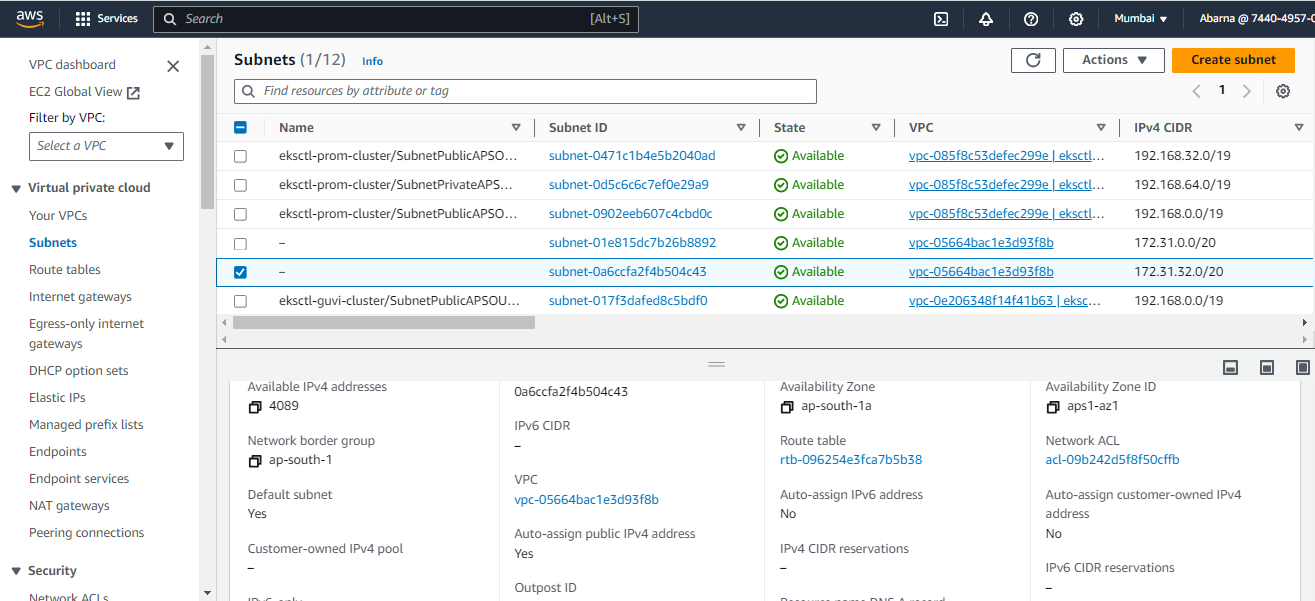 aws
Services
Search
[Alt+S]
Mumbai
Abarna @ 7440-4957-0
VPC dashboard
EC2 Global View
Filter by VPC:
Select a VPC
Virtual private cloud
Your VPCs
Subnets
Route tables
Internet gateways
Egress-only internet
gateways
DHCP option sets
Elastic IPs
Managed prefix lists
Endpoints
Endpoint services
NAT gateways
Peering connections
Security
Network ACLs
Subnets (1/12) Info
Actions
Create subnet
Find resources by attribute or tag
1
Name Subnet ID State VPC IPv4 CIDR
eksctl-prom-cluster/SubnetPublicAPSO... subnet-0471c1b4e5b2040ad Available vpc-085f8c53defec299e | eksctl... 192.168.32.0/19
eksctl-prom-cluster/SubnetPrivateAPS... subnet-0d5c6c6c7ef0e29a9 Available vpc-085f8c53defec299e | eksctl... 192.168.64.0/19
eksctl-prom-cluster/SubnetPublicAPSO... subnet-0902eeb607c4cbd0c Available vpc-085f8c53defec299e | eksctl... 192.168.0.0/19
– subnet-01e815dc7b26b8892 Available vpc-05664bac1e3d93f8b 172.31.0.0/20
– subnet-0a6ccfa2f4b504c43 Available vpc-05664bac1e3d93f8b 172.31.32.0/20
eksctl-guvi-cluster/SubnetPublicAPSOU... subnet-017f3dafed8c5bdf0 Available vpc-0e206348f14f41b63 | eksc... 192.168.0.0/19
Available IPv4 addresses
4089
Network border group
ap-south-1
Default subnet
Yes
Customer-owned IPv4 pool
–
IPv6-only
0a6ccfa2f4b504c43
IPv6 CIDR
–
VPC
vpc-05664bac1e3d93f8b
Auto-assign public IPv4 address
Yes
Outpost ID
Availability Zone
ap-south-1a
Route table
rtb-096254e3fca7b5b38
Auto-assign IPv6 address
No
IPv4 CIDR reservations
–
Resource name DNS A record
Availability Zone ID
aps1-az1
Network ACL
acl-09b242d5f8f50cffb
Auto-assign customer-owned IPv4
address
No
IPv6 CIDR reservations
–